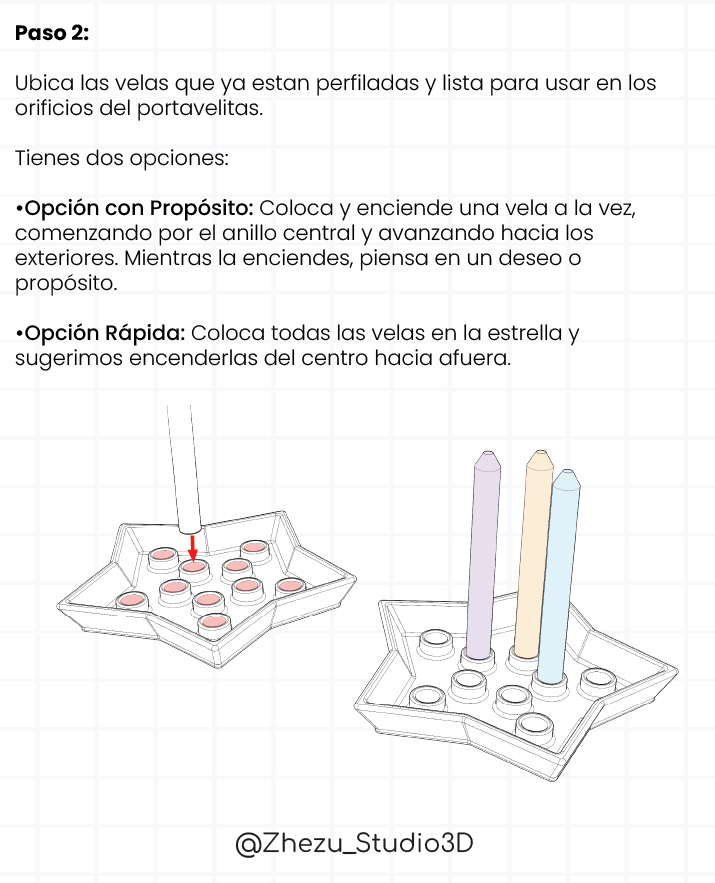 Paso 2:
Ubica las velas que ya estan perfiladas y lista para usar en los
orificios del portavelitas.
Tienes dos opciones:
•Opción con Propósito: Coloca y enciende una vela a la vez,
comenzando por el anillo central y avanzando hacia los
exteriores. Mientras la enciendes, piensa en un deseo o
propósito.
•Opción Rápida: Coloca todas las velas en la estrella y
sugerimos encenderlas del centro hacia afuera.
@Zhezu_Studio3D